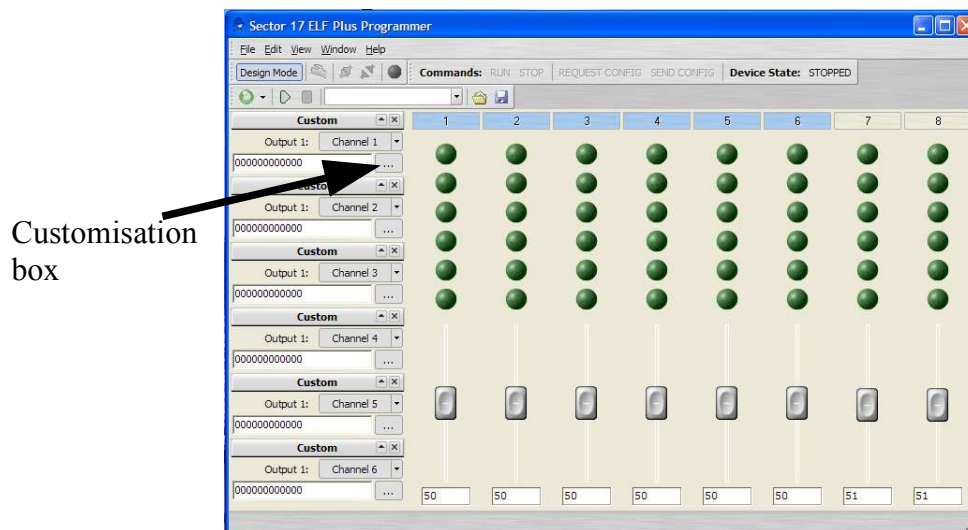 Sector 17 ELF Plus Programmer
File Edit View Window Help
Design Mode Commands: RUN STOP REQUEST CONFIG SEND CONFIG Device State: STOPPED
Custom 1 2 3 4 5 6 7 8
Output 1: Channel 1
000000000000 ...
Custom
Output 1: Channel 2
000000000000 ...
Customisation
box
Custom
Output 1: Channel 3
000000000000 ...
Custom
Output 1: Channel 4
000000000000 ...
Custom
Output 1: Channel 5
000000000000 ...
Custom
Output 1: Channel 6
000000000000 ...
50 50 50 50 50 50 51 51